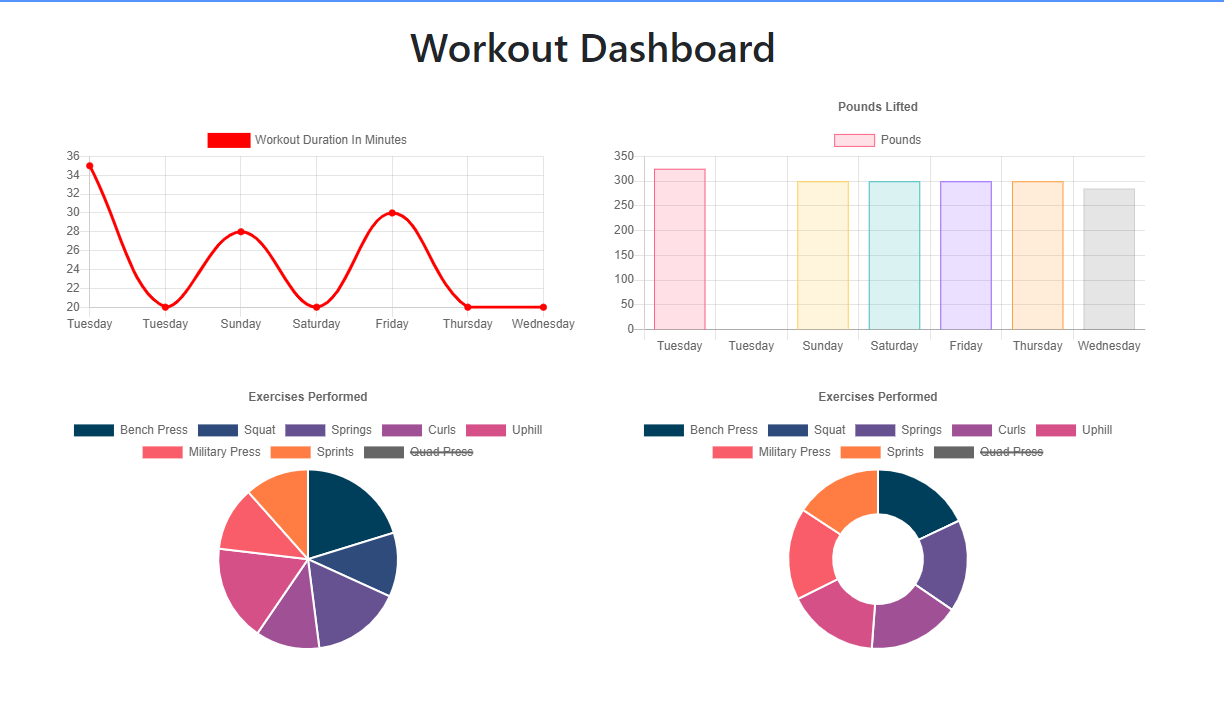 Workout Dashboard
Workout Duration In Minutes
36
34
32
30
28
26
24
22
20
Tuesday Tuesday Sunday Saturday Friday Thursday Wednesday
Pounds Lifted
Pounds
350
300
250
200
150
100
50
0
Tuesday Tuesday Sunday Saturday Friday Thursday Wednesday
Exercises Performed
Bench Press Squat Springs Curls Uphill
Military Press Sprints Quad Press
Exercises Performed
Bench Press Squat Springs Curls Uphill
Military Press Sprints Quad Press